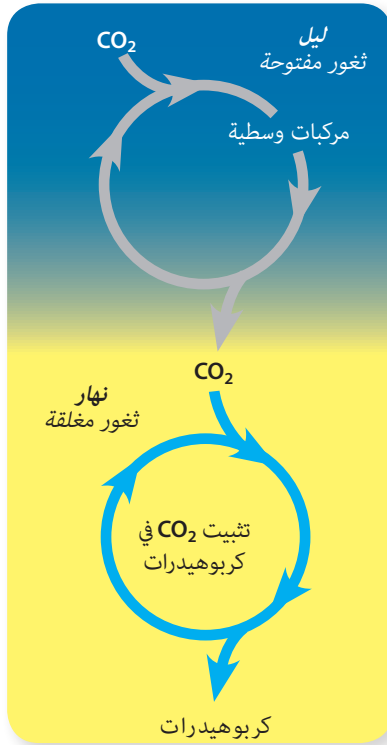 ليل
ثغور مفتوحة
CO₂
مركبات وسطية
CO₂
نهار
ثغور مغلقة
تثبيت CO₂ في
كربوهيدرات
كربوهيدرات